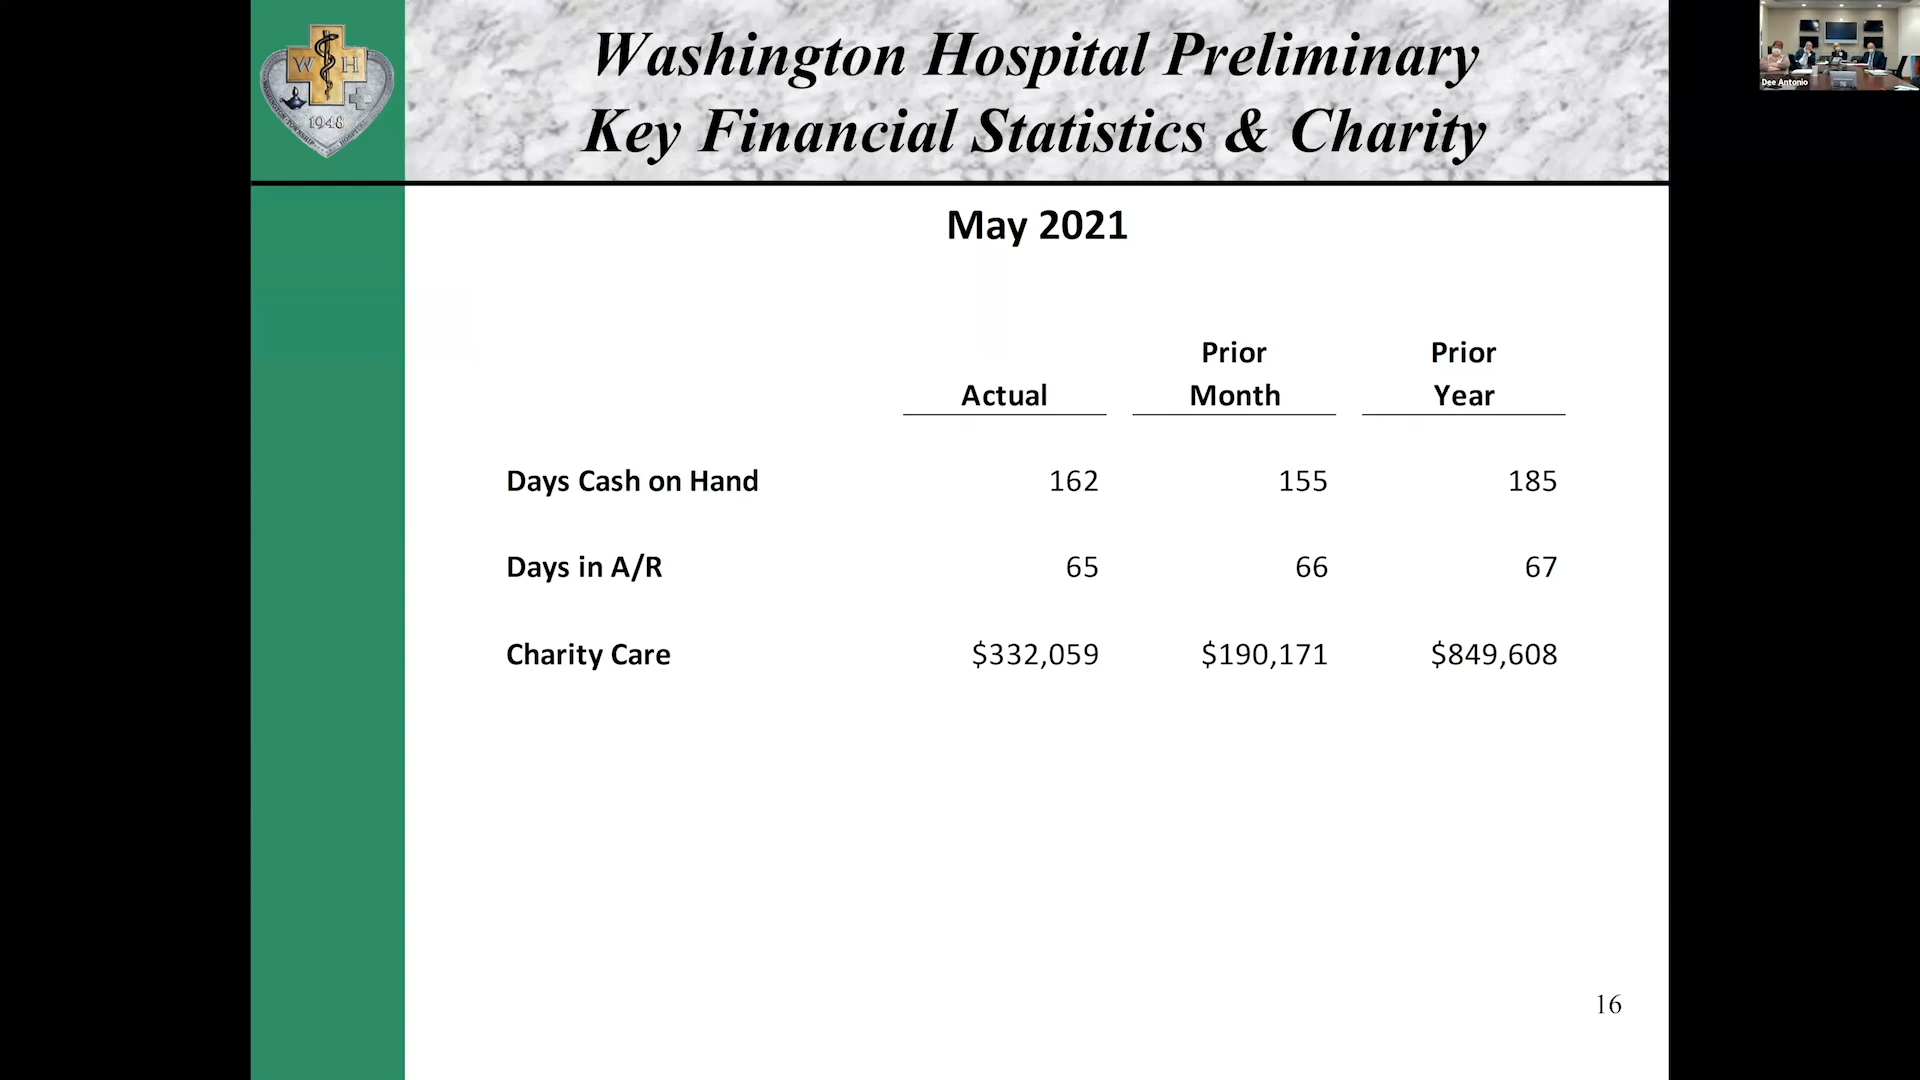 Washington Hospital Preliminary
Key Financial Statistics & Charity
W H
1948
Dee Antonio
May 2021
Actual Prior Month Prior Year
Days Cash on Hand 162 155 185
Days in A/R 65 66 67
Charity Care $332,059 $190,171 $849,608
16